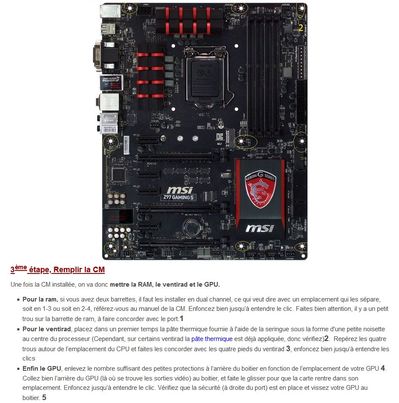 2
msi
Z97 GAMING 5
msi
3ème étape, Remplir la CM
Une fois la CM installée, on va donc mettre la RAM, le ventirad et le GPU.
Pour la ram, si vous avez deux barrettes, il faut les installer en dual channel, ce qui veut dire avec un emplacement qui les sépare,
soit en 1-3 ou soit en 2-4, référez-vous au manuel de la CM. Enfoncez bien jusqu'à entendre le clic. Faites bien attention, il y a un petit
trou sur la barrette de ram, à faire concorder avec le port.1
Pour le ventirad, placez dans un premier temps la pâte thermique fournie à l'aide de la seringue sous la forme d'une petite noisette
au centre du processeur (Cependant, sur certains ventirad la pâte thermique est déjà appliquée, donc vérifiez)2. Repérez les quatre
trous autour de l'emplacement du CPU et faites les concorder avec les quatre pieds du ventirad 3, enfoncez bien jusqu'à entendre les
clics
Enfin le GPU, enlevez le nombre suffisant des petites protections à l'arrière du boitier en fonction de l'emplacement de votre GPU 4
. Collez bien l'arrière du GPU (là où se trouve les sorties vidéo) au boitier, et faites le glisser pour que la carte rentre dans son
emplacement. Enfoncez jusqu'à entendre le clic. Vérifiez que la sécurité (à droite du port) est en place et vissez votre GPU au
boitier. 5